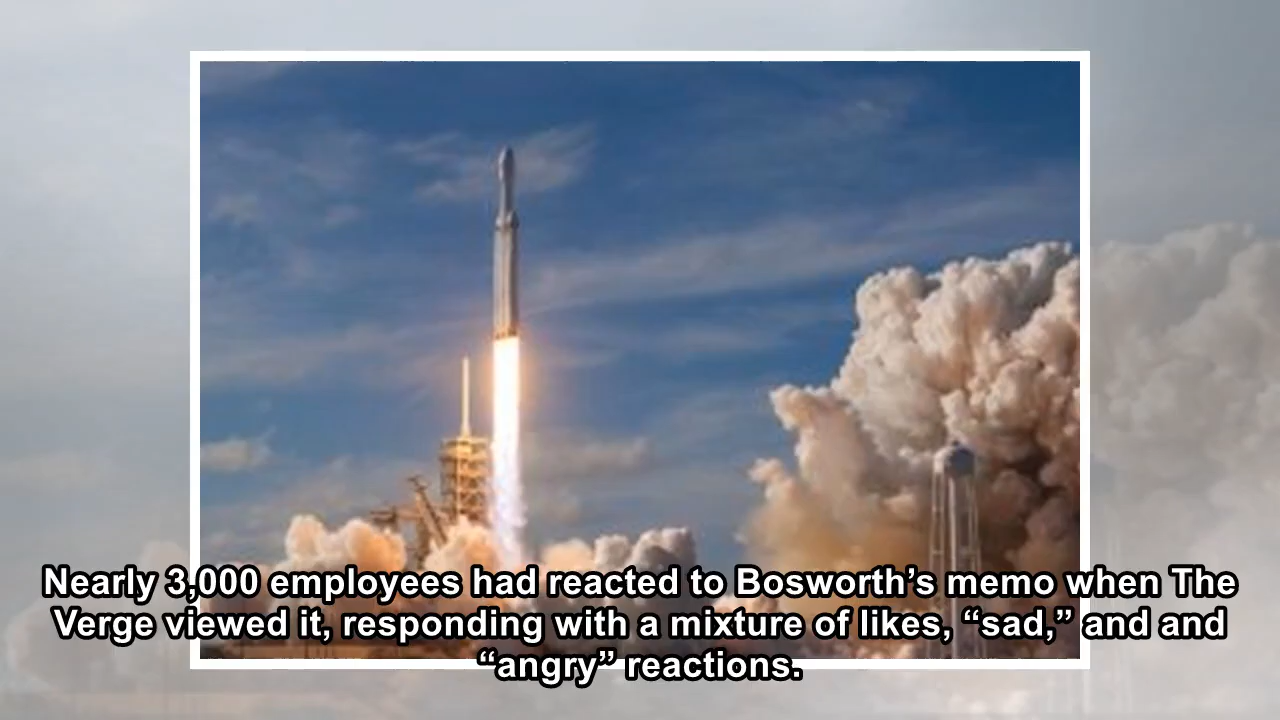 Nearly 3,000 employees had reacted to Bosworth’s memo when The
Verge viewed it, responding with a mixture of likes, “sad,” and and
“angry” reactions.